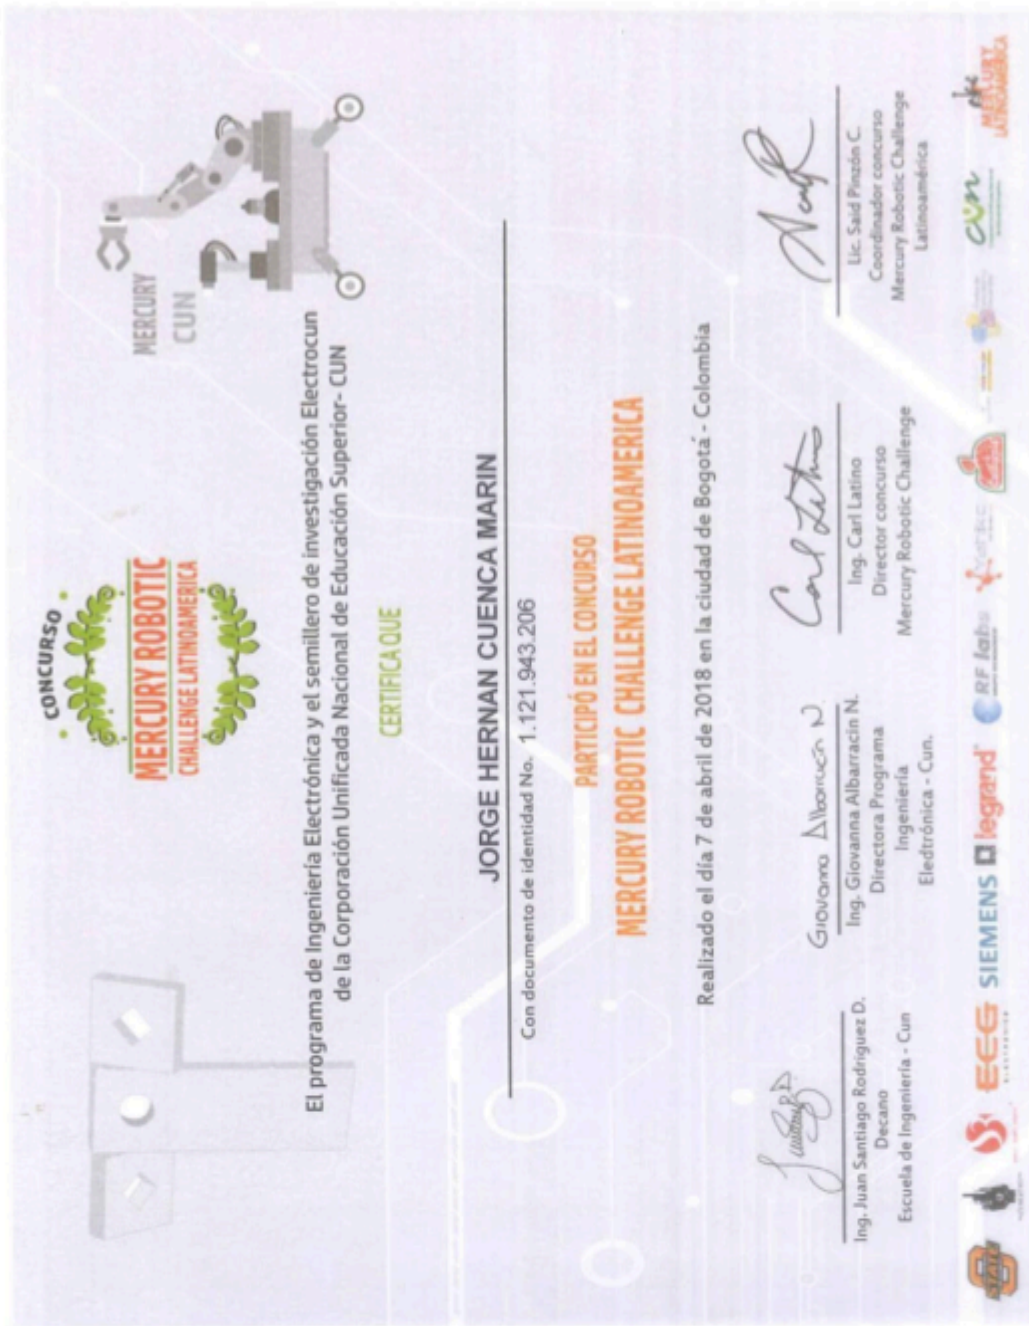 CONCURSO
MERCURY ROBOTIC
CHALLENGE LATINOAMERICA
MERCURY
CUN
El programa de Ingeniería Electrónica y el semillero de investigación Electrocun
de la Corporación Unificada Nacional de Educación Superior- CUN
CERTIFICA QUE
JORGE HERNAN CUENCA MARIN
Con documento de identidad No. 1.121.943.206
PARTICIPÓ EN EL CONCURSO
MERCURY ROBOTIC CHALLENGE LATINOAMERICA
Realizado el día 7 de abril de 2018 en la ciudad de Bogotá - Colombia
Ing. Juan Santiago Rodriguez D.
Decano
Escuela de Ingeniería - Cun
Giovanna Albarracin N
Ing. Giovanna Albarracin N.
Directora Programa
Ingeniería
Eledtrónica - Cun.
Carl Latino
Ing. Carl Latino
Director concurso
Mercury Robotic Challenge
Lic. Said Pinzón C.
Coordinador concurso
Mercury Robotic Challenge
Latinoamérica
STATE
SIEMENS
legrand
RF labs
cun
MERCURY
LATINOAMERICA